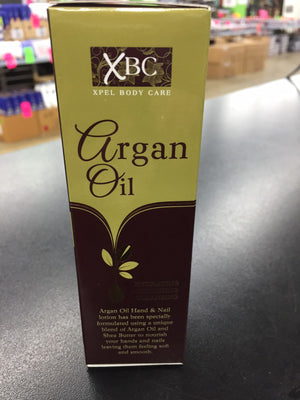 XBC
XPEL BODY CARE
Argan
Oil
Argan Oil Hand & Nail
lotion has been specially
formulated using a unique
blend of Argan Oil and
Shea Butter to nourish
your hands and nails
leaving them feeling soft
and smooth.